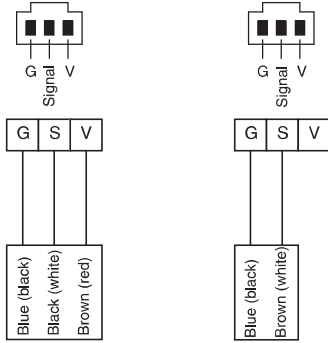 G Signal V
G S V
Blue (black)
Black (white)
Brown (red)
G Signal V
G S V
Blue (black)
Brown (white)